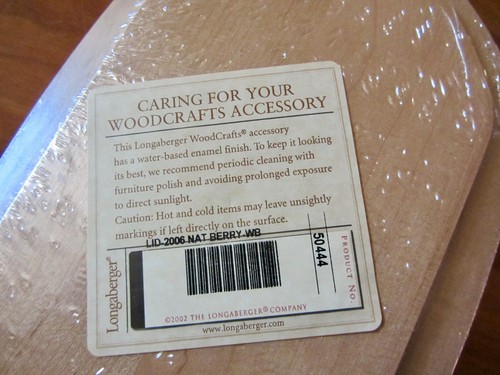 CARING FOR YOUR
WOODCRAFTS ACCESSORY
This Longaberger WoodCrafts® accessory
has a water-based enamel finish. To keep it looking
its best, we recommend periodic cleaning with
furniture polish and avoiding prolonged exposure
to direct sunlight.
Caution: Hot and cold items may leave unsightly
markings if left directly on the surface.
LID 2006 NAT BERRY WB
50444
PRODUCT NO.
Longaberger®
©2002 THE LONGABERGER® COMPANY
www.longaberger.com